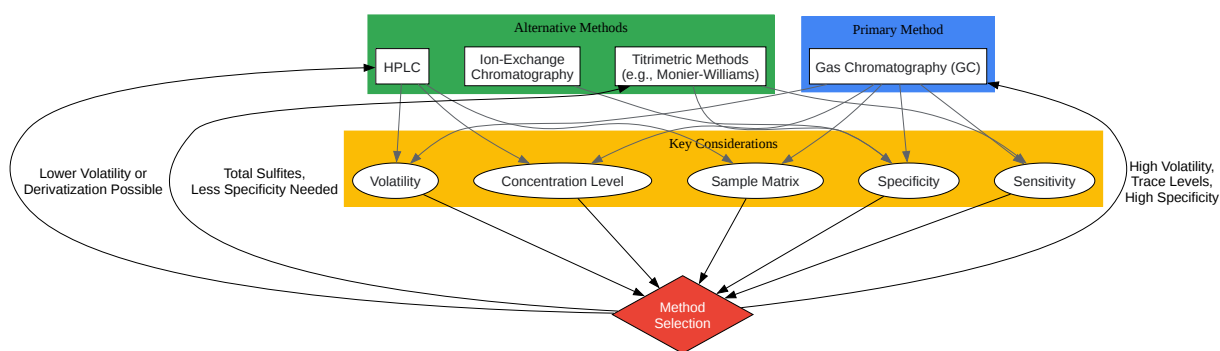 Alternative Methods
Primary Method
HPLC
Ion-Exchange
Chromatography
Titrimetric Methods
(e.g., Monier-Williams)
Gas Chromatography (GC)
Key Considerations
Volatility
Concentration Level
Sample Matrix
Specificity
Sensitivity
Lower Volatility or
Derivatization Possible
Total Sulfites,
Less Specificity Needed
High Volatility,
Trace Levels,
High Specificity
Method
Selection